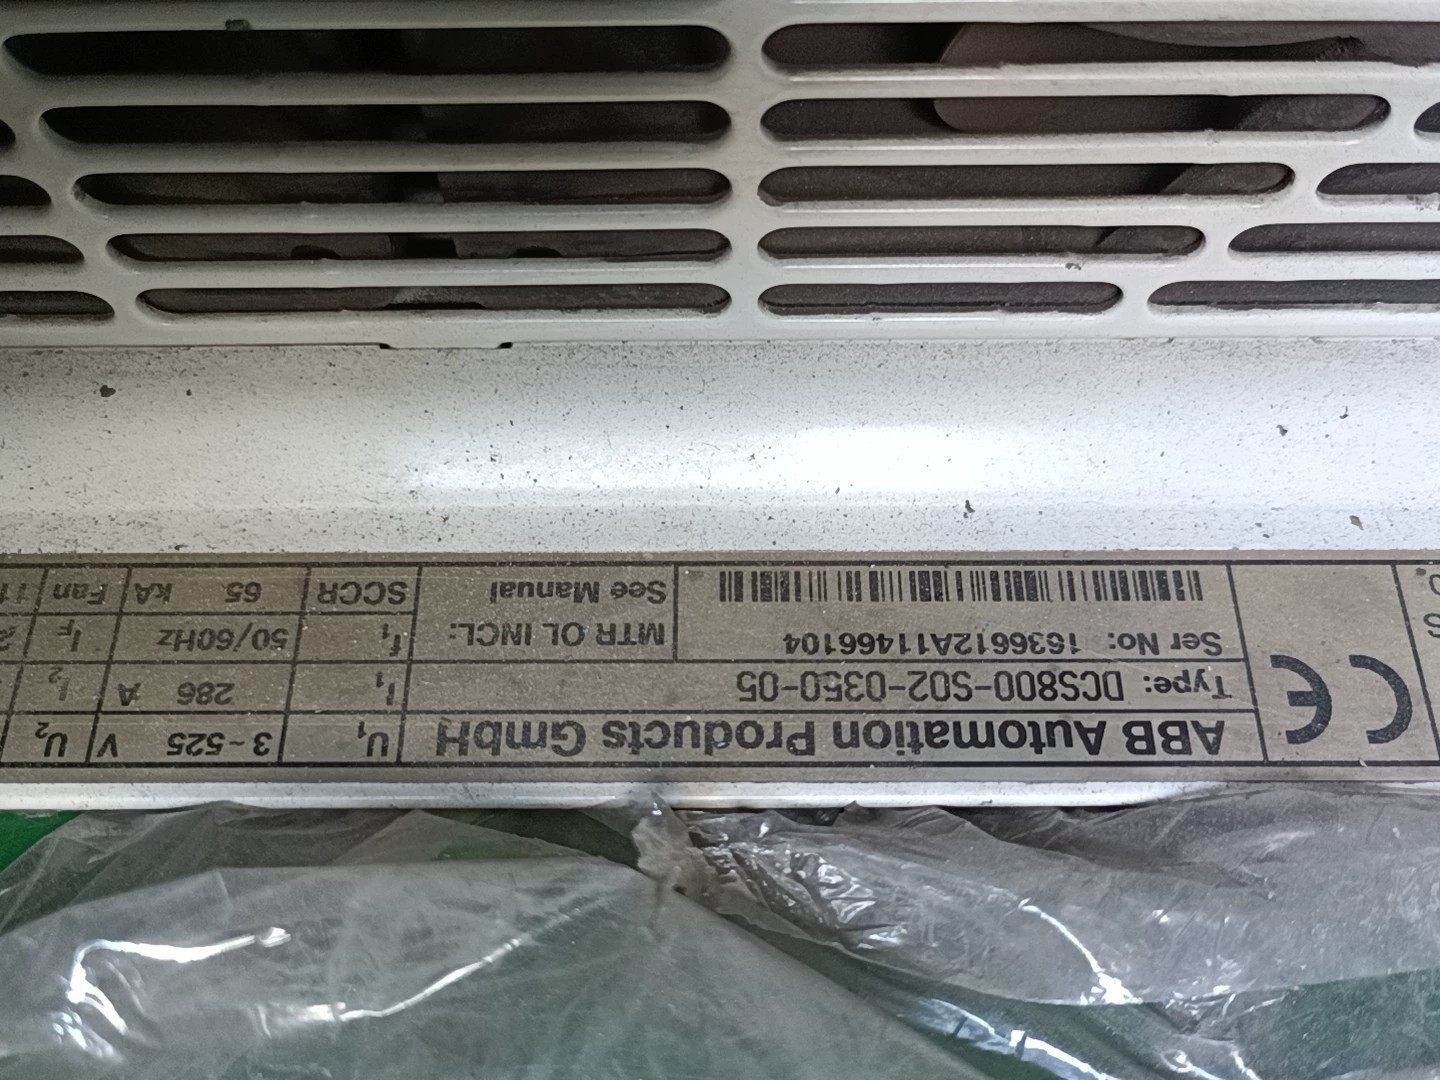 ABB Automation Products GmbH
U1 3~525 V
U2
Type: DCS800-S02-0350-05
I1 286 A
I2
Ser No: 1636612A11466104
MTR OL INCL:
f1 50/60Hz
IF
See Manual
SCCR 65 kA
Fan
CE